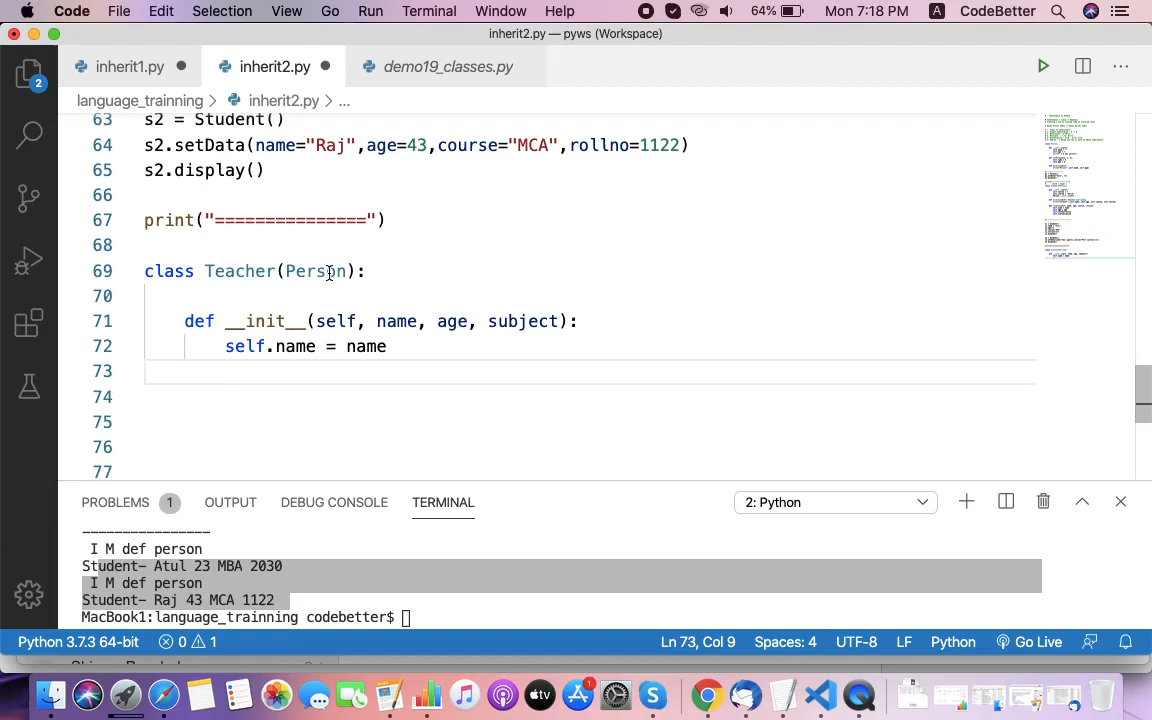 Code File Edit Selection View Go Run Terminal Window Help 64% Mon 7:18 PM A CodeBetter
inherit2.py — pyws (Workspace)
inherit1.py inherit2.py demo19_classes.py
language_trainning > inherit2.py > ...
2
63 s2 = Student()
64 s2.setData(name="Raj",age=43,course="MCA",rollno=1122)
65 s2.display()
66
67 print("===============")
68
69 class Teacher(Person):
70
71 def __init__(self, name, age, subject):
72 self.name = name
73
74
75
76
77
PROBLEMS 1 OUTPUT DEBUG CONSOLE TERMINAL 2: Python
----------------
I M def person
Student- Atul 23 MBA 2030
I M def person
Student- Raj 43 MCA 1122
MacBook1:language_trainning codebetter$
Python 3.7.3 64-bit 0 1 Ln 73, Col 9 Spaces: 4 UTF-8 LF Python Go Live
tv
1